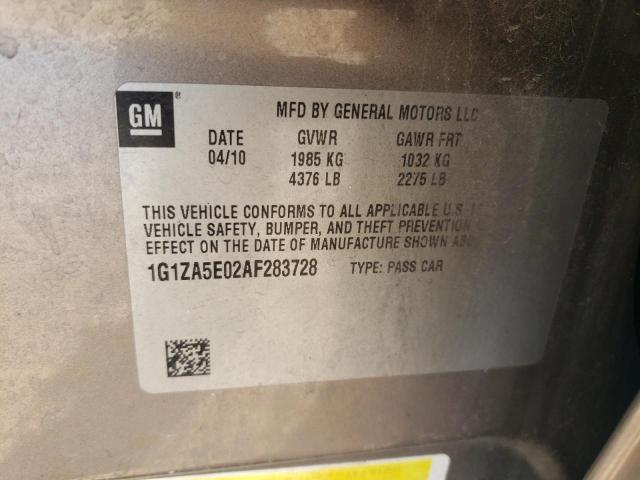 GM®
MFD BY GENERAL MOTORS LLC
DATE GVWR GAWR FRT
04/10 1985 KG 1032 KG
4376 LB 2275 LB
THIS VEHICLE CONFORMS TO ALL APPLICABLE U.S.
VEHICLE SAFETY, BUMPER, AND THEFT PREVENTION
EFFECT ON THE DATE OF MANUFACTURE SHOWN
1G1ZA5E02AF283728 TYPE: PASS CAR